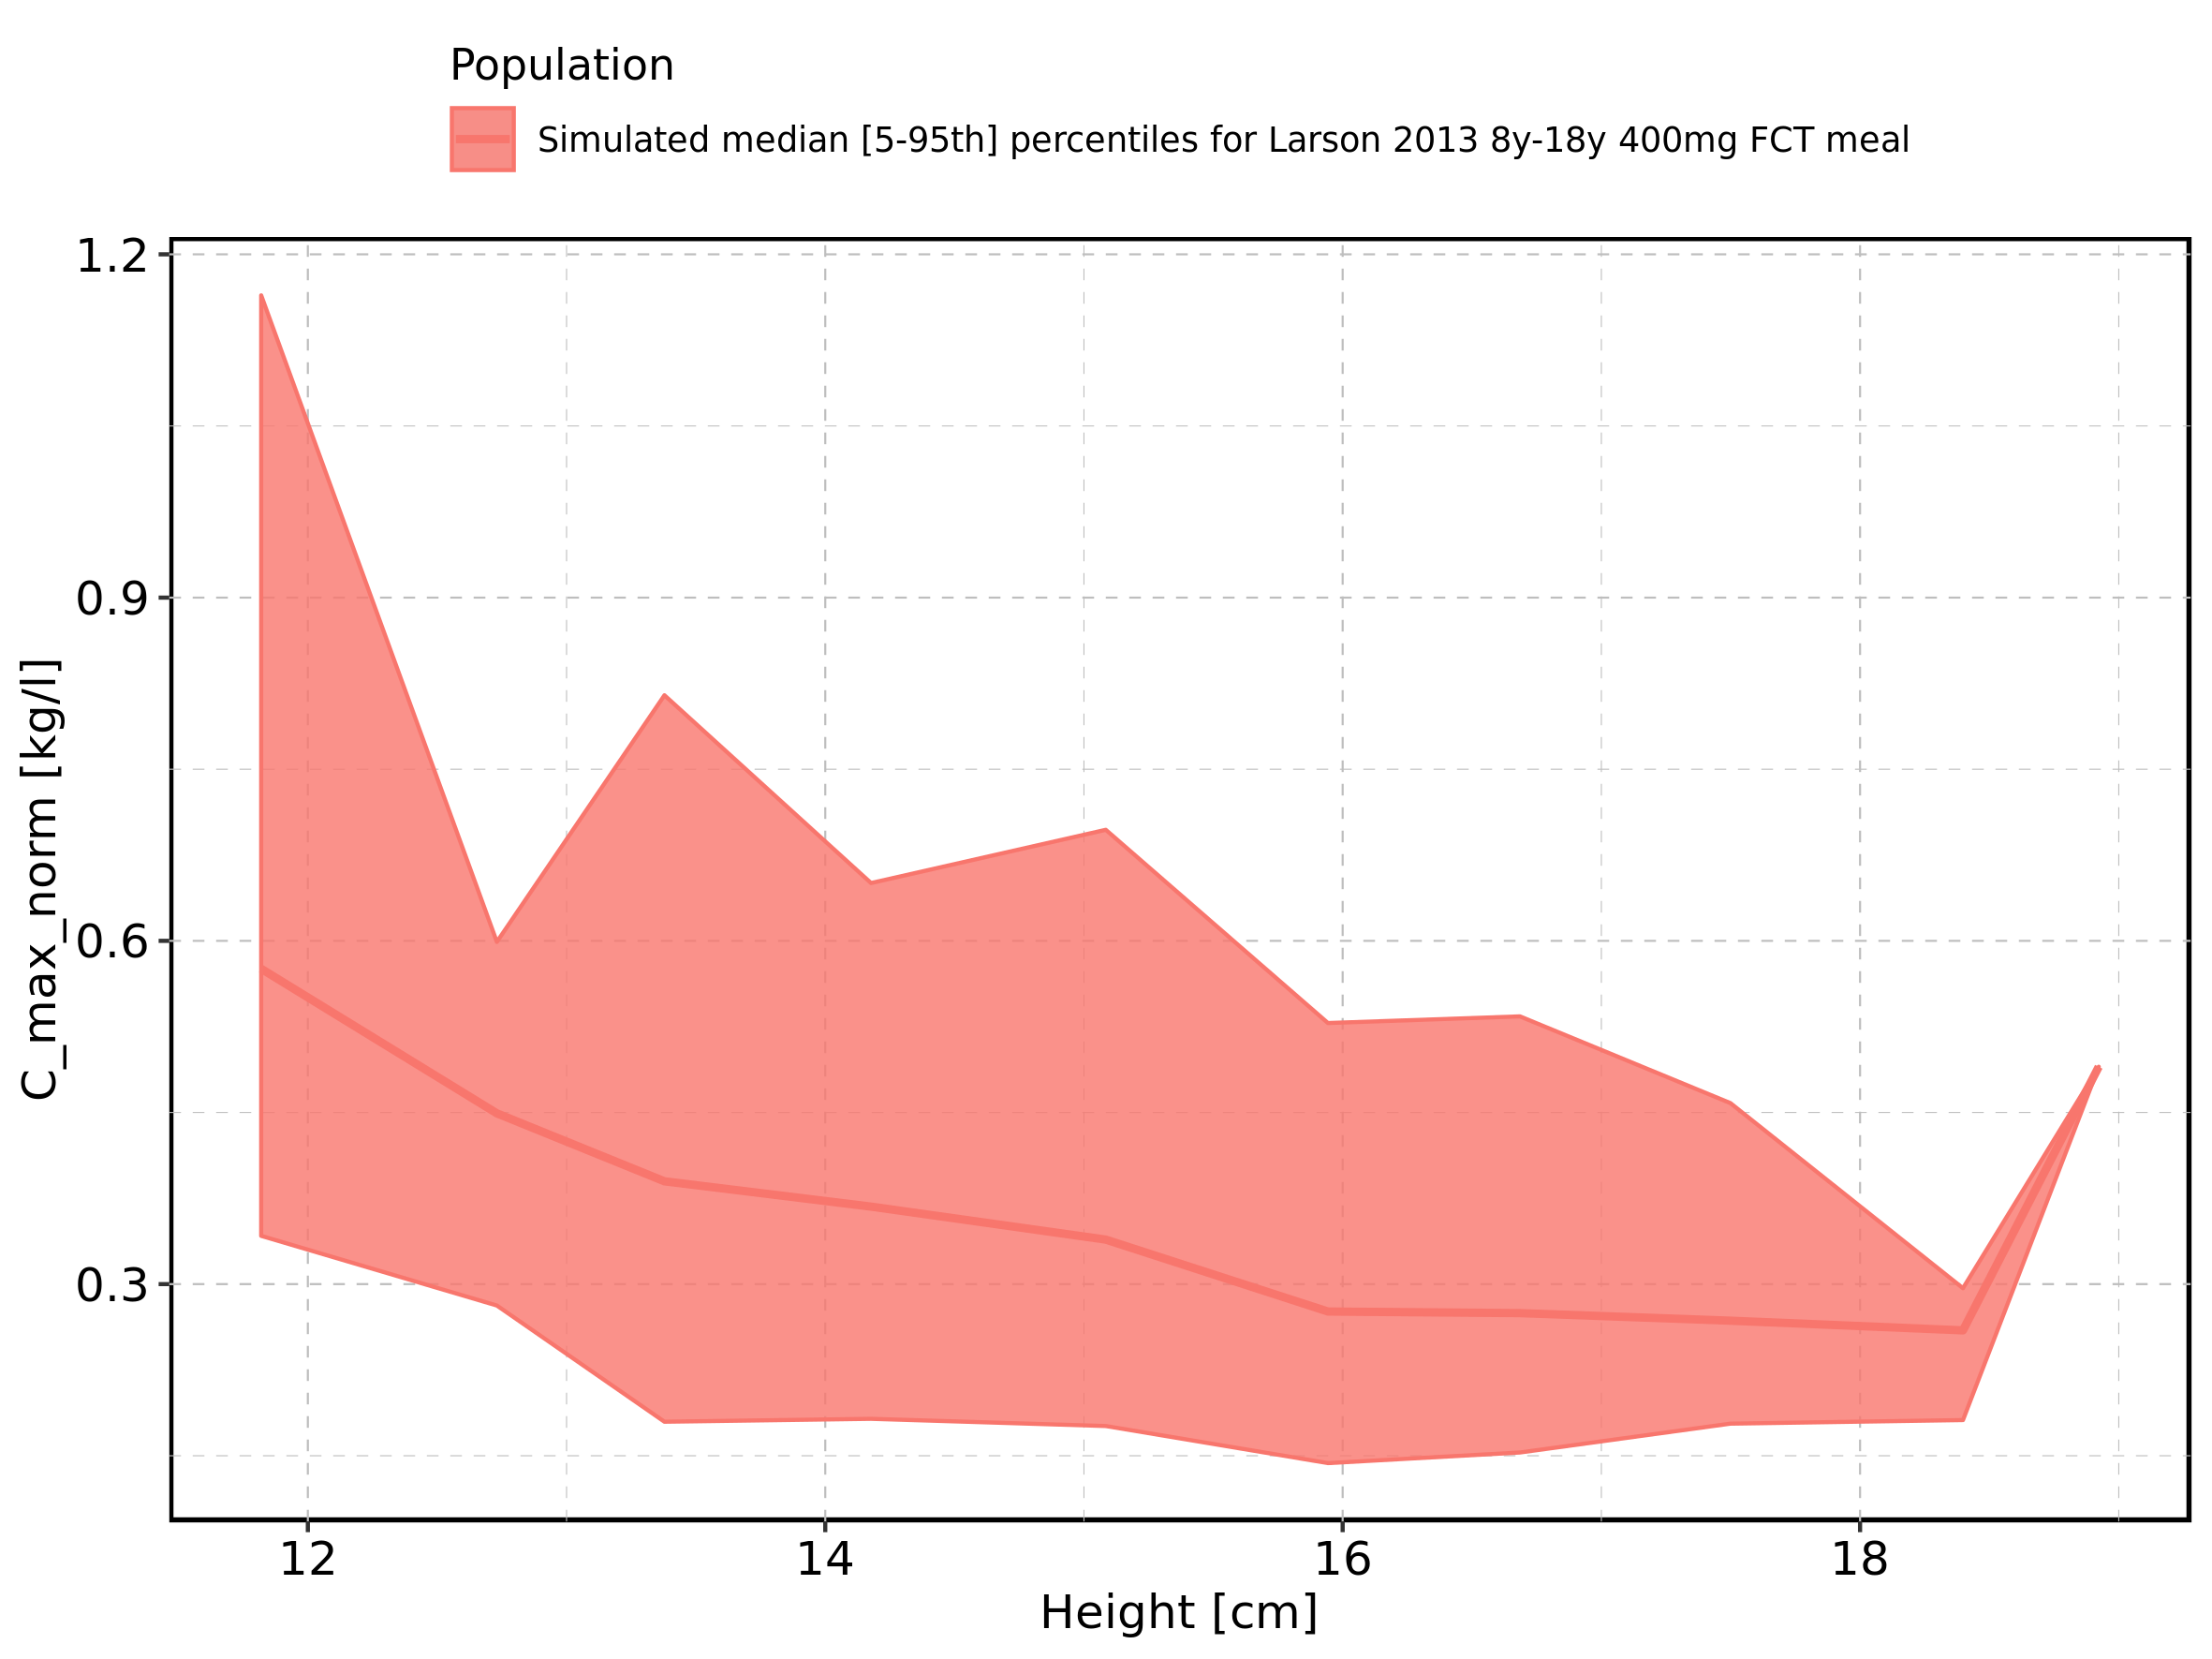 Population
Simulated median [5-95th] percentiles for Larson 2013 8y-18y 400mg FCT meal
C_max_norm [kg/l]
1.2
0.9
0.6
0.3
12
14
16
18
Height [cm]